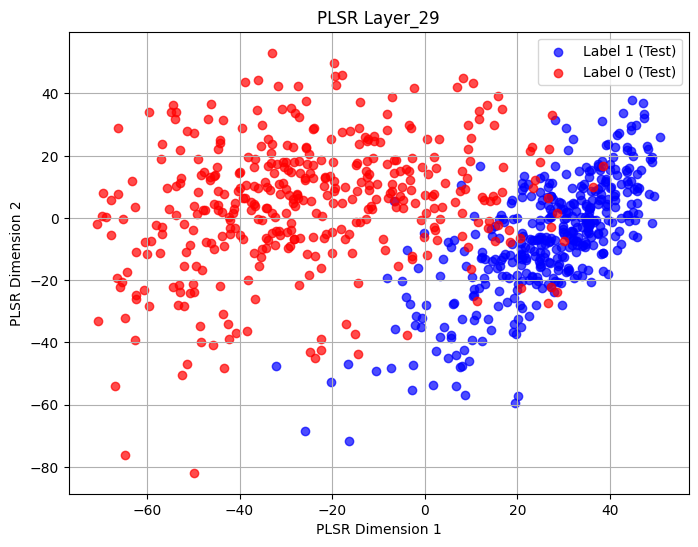 PLSR Layer_29
Label 1 (Test)
Label 0 (Test)
PLSR Dimension 2
40
20
0
−20
−40
−60
−80
−60
−40
−20
0
20
40
PLSR Dimension 1